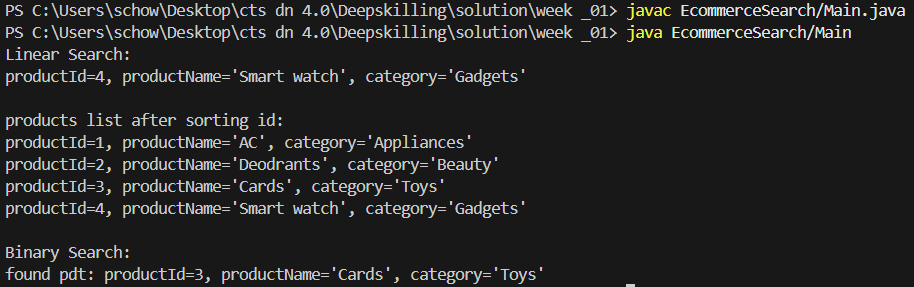 PS C:\Users\schow\Desktop\cts dn 4.0\Deepskilling\solution\week _01> javac EcommerceSearch/Main.java
PS C:\Users\schow\Desktop\cts dn 4.0\Deepskilling\solution\week _01> java EcommerceSearch/Main
Linear Search:
productId=4, productName='Smart watch', category='Gadgets'
products list after sorting id:
productId=1, productName='AC', category='Appliances'
productId=2, productName='Deodrants', category='Beauty'
productId=3, productName='Cards', category='Toys'
productId=4, productName='Smart watch', category='Gadgets'
Binary Search:
found pdt: productId=3, productName='Cards', category='Toys'